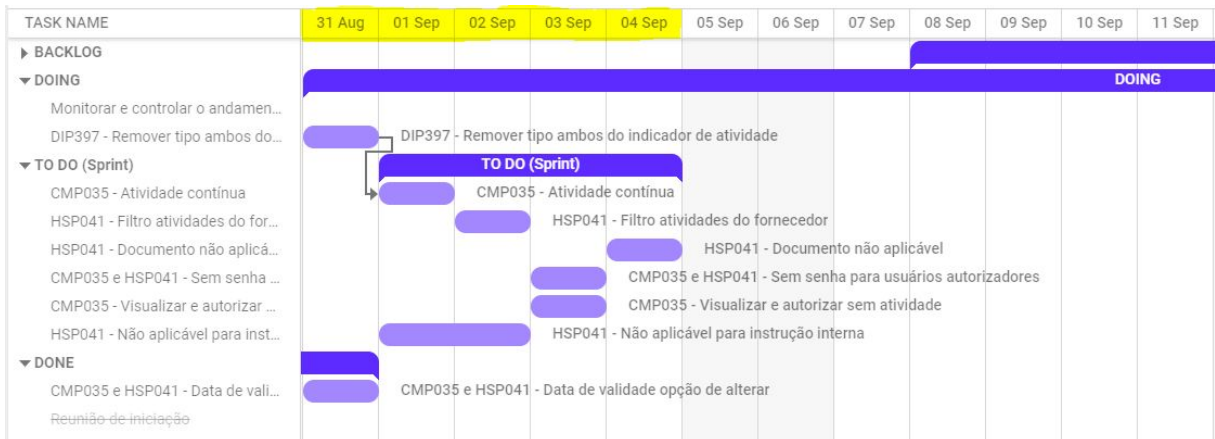 TASK NAME 31 Aug 01 Sep 02 Sep 03 Sep 04 Sep 05 Sep 06 Sep 07 Sep 08 Sep 09 Sep 10 Sep 11 Sep
BACKLOG
DOING DOING
Monitorar e controlar o andamen...
DIP397 - Remover tipo ambos do... DIP397 - Remover tipo ambos do indicador de atividade
TO DO (Sprint) TO DO (Sprint)
CMP035 - Atividade contínua CMP035 - Atividade contínua
HSP041 - Filtro atividades do for... HSP041 - Filtro atividades do fornecedor
HSP041 - Documento não aplicá... HSP041 - Documento não aplicável
CMP035 e HSP041 - Sem senha ... CMP035 e HSP041 - Sem senha para usuários autorizadores
CMP035 - Visualizar e autorizar ... CMP035 - Visualizar e autorizar sem atividade
HSP041 - Não aplicável para inst... HSP041 - Não aplicável para instrução interna
DONE
CMP035 e HSP041 - Data de vali... CMP035 e HSP041 - Data de validade opção de alterar
Reunião de iniciação